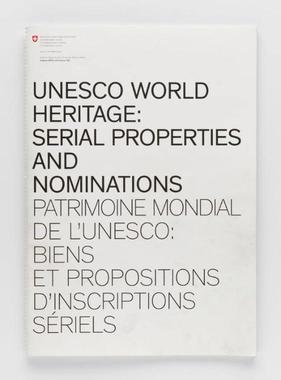 UNESCO WORLD
HERITAGE:
SERIAL PROPERTIES
AND
NOMINATIONS
PATRIMOINE MONDIAL
DE L'UNESCO:
BIENS
ET PROPOSITIONS
D'INSCRIPTIONS
SÉRIELS